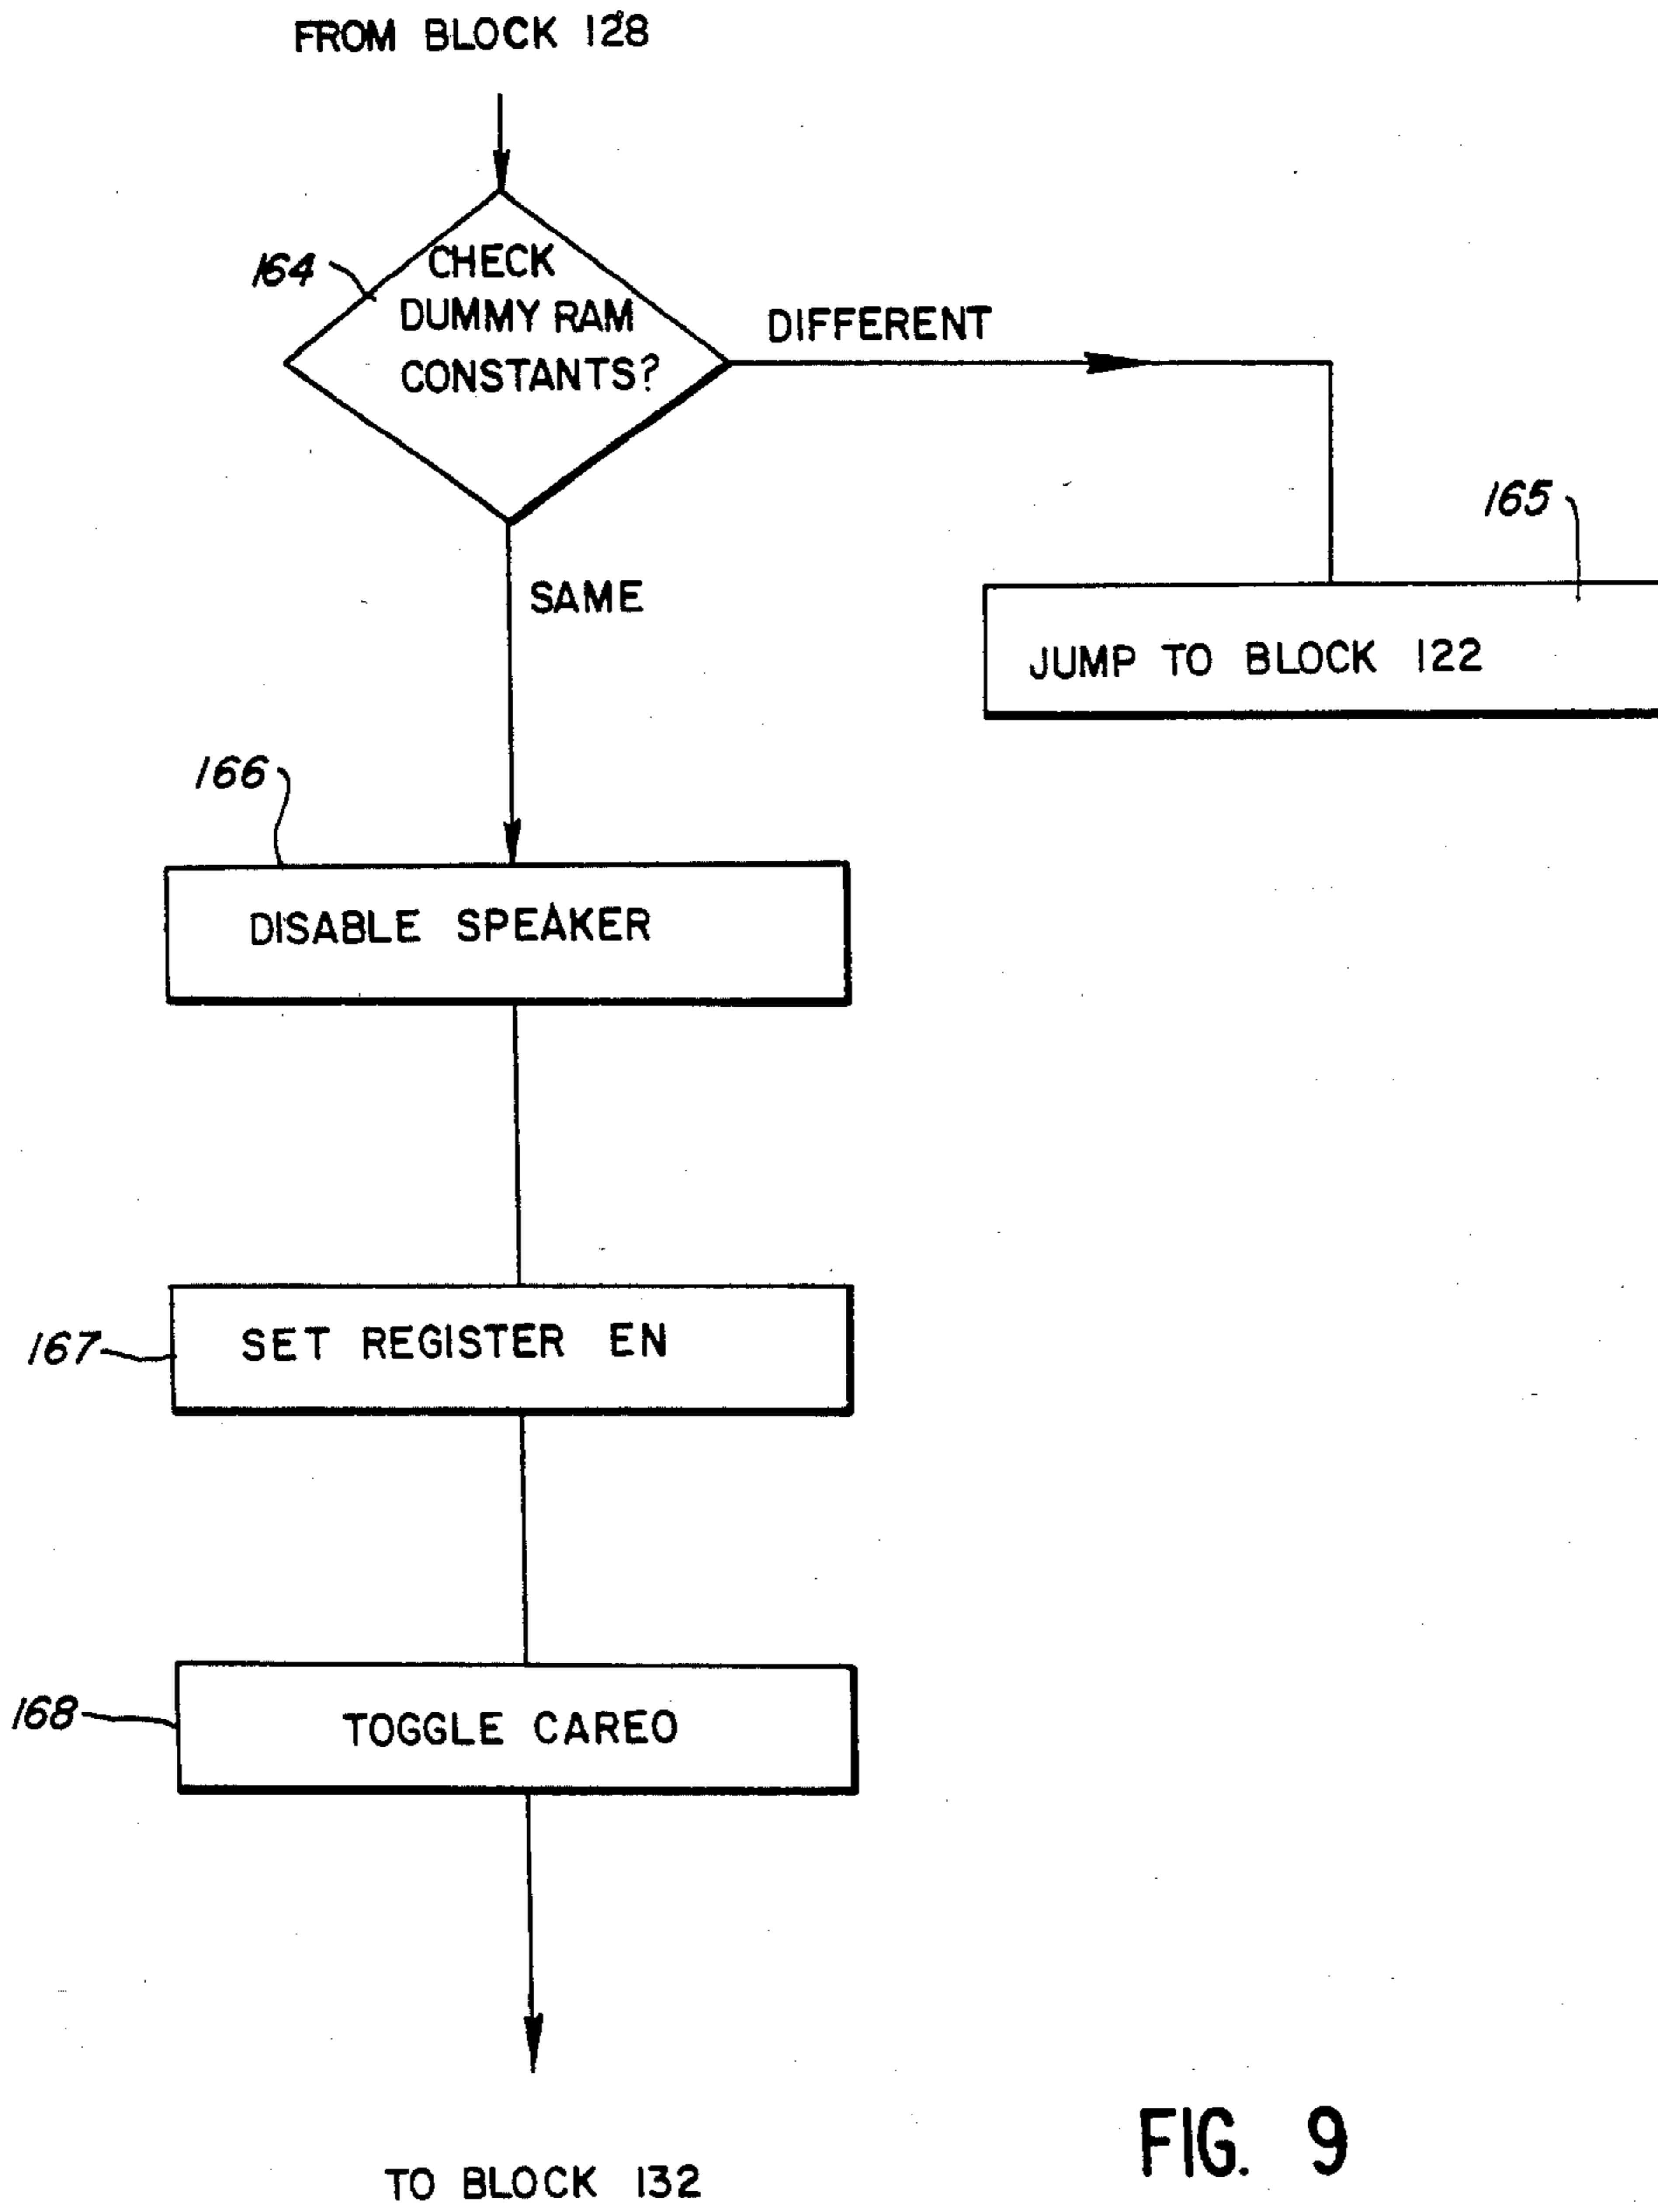 FROM BLOCK 128
164
CHECK
DUMMY RAM
CONSTANTS?
DIFFERENT
165
SAME
JUMP TO BLOCK 122
166
DISABLE SPEAKER
167
SET REGISTER EN
168
TOGGLE CAREO
TO BLOCK 132
FIG. 9